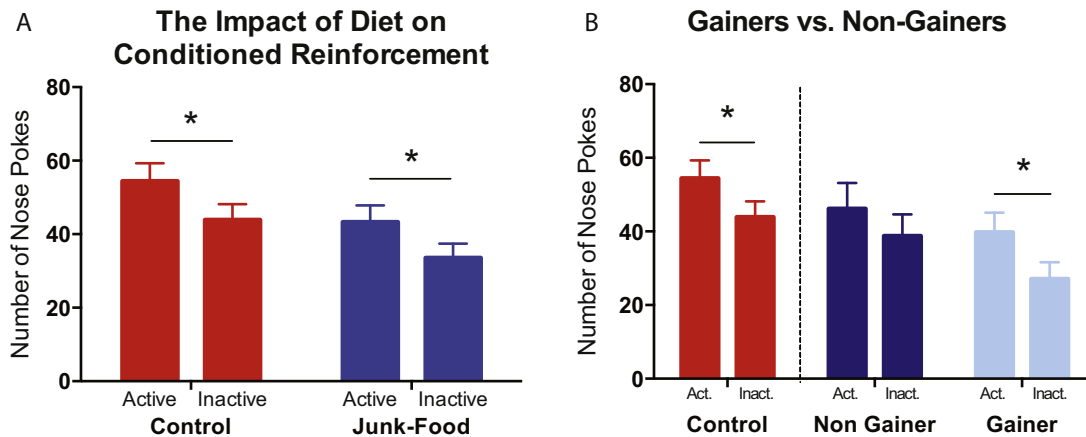 A
The Impact of Diet on
Conditioned Reinforcement
Number of Nose Pokes
80
60
40
20
0
*
*
Active Inactive Active Inactive
Control Junk-Food
B
Gainers vs. Non-Gainers
Number of Nose Pokes
80
60
40
20
0
*
*
Act. Inact. Act. Inact. Act. Inact.
Control Non Gainer Gainer